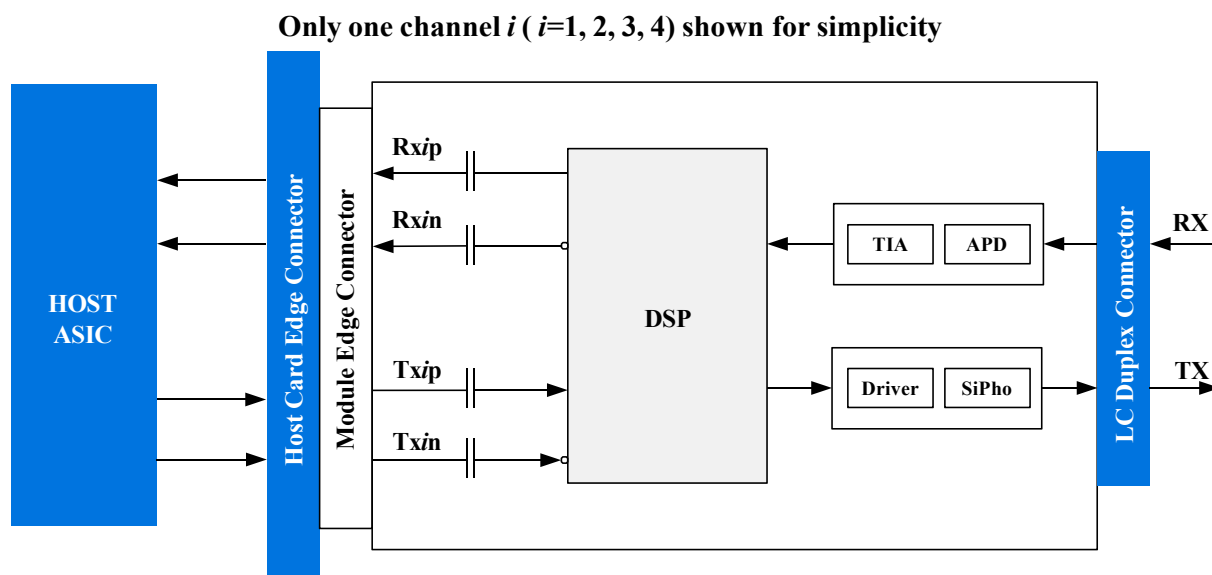 Only one channel i ( i=1, 2, 3, 4) shown for simplicity
HOST
ASIC
Host Card Edge Connector
Module Edge Connector
Rxip
Rxin
Txip
Txin
DSP
TIA
APD
Driver
SiPho
LC Duplex Connector
RX
TX